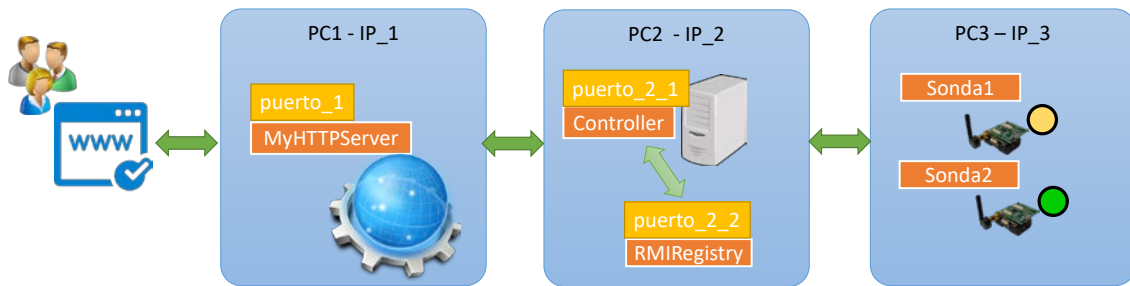 PC1 - IP_1
puerto_1
MyHTTPServer
www
PC2 - IP_2
puerto_2_1
Controller
puerto_2_2
RMIRegistry
PC3 – IP_3
Sonda1
Sonda2